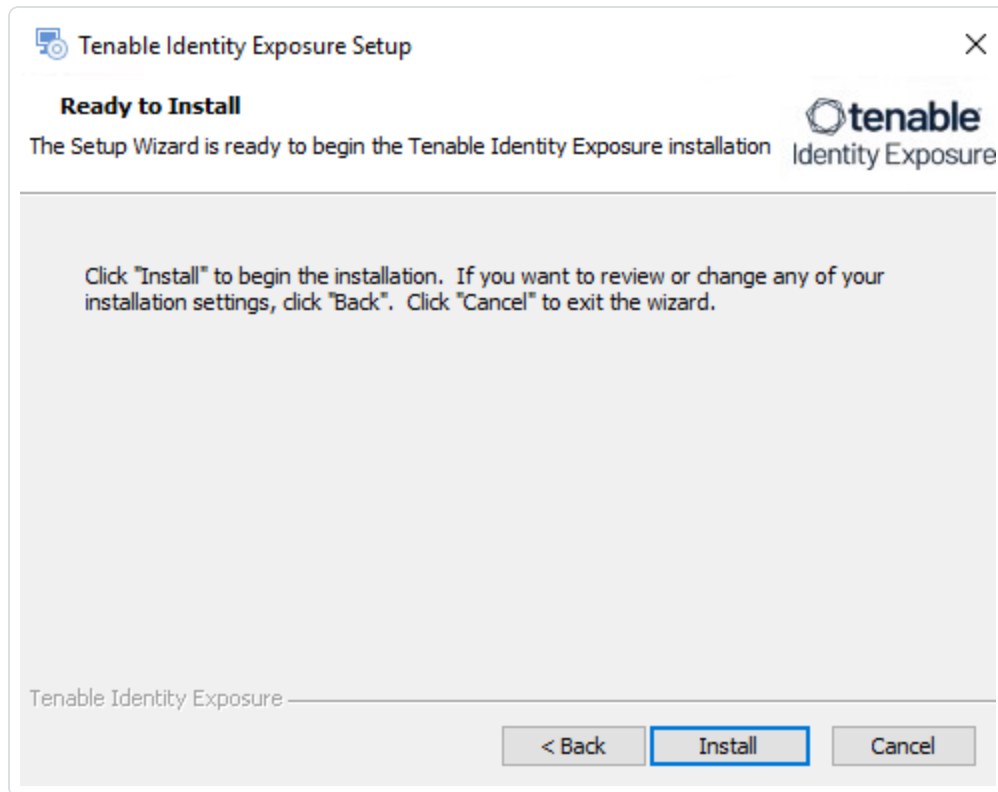 Tenable Identity Exposure Setup
Ready to Install
The Setup Wizard is ready to begin the Tenable Identity Exposure installation
tenable
Identity Exposure
Click "Install" to begin the installation.  If you want to review or change any of your
installation settings, click "Back".  Click "Cancel" to exit the wizard.
Tenable Identity Exposure
< Back
Install
Cancel